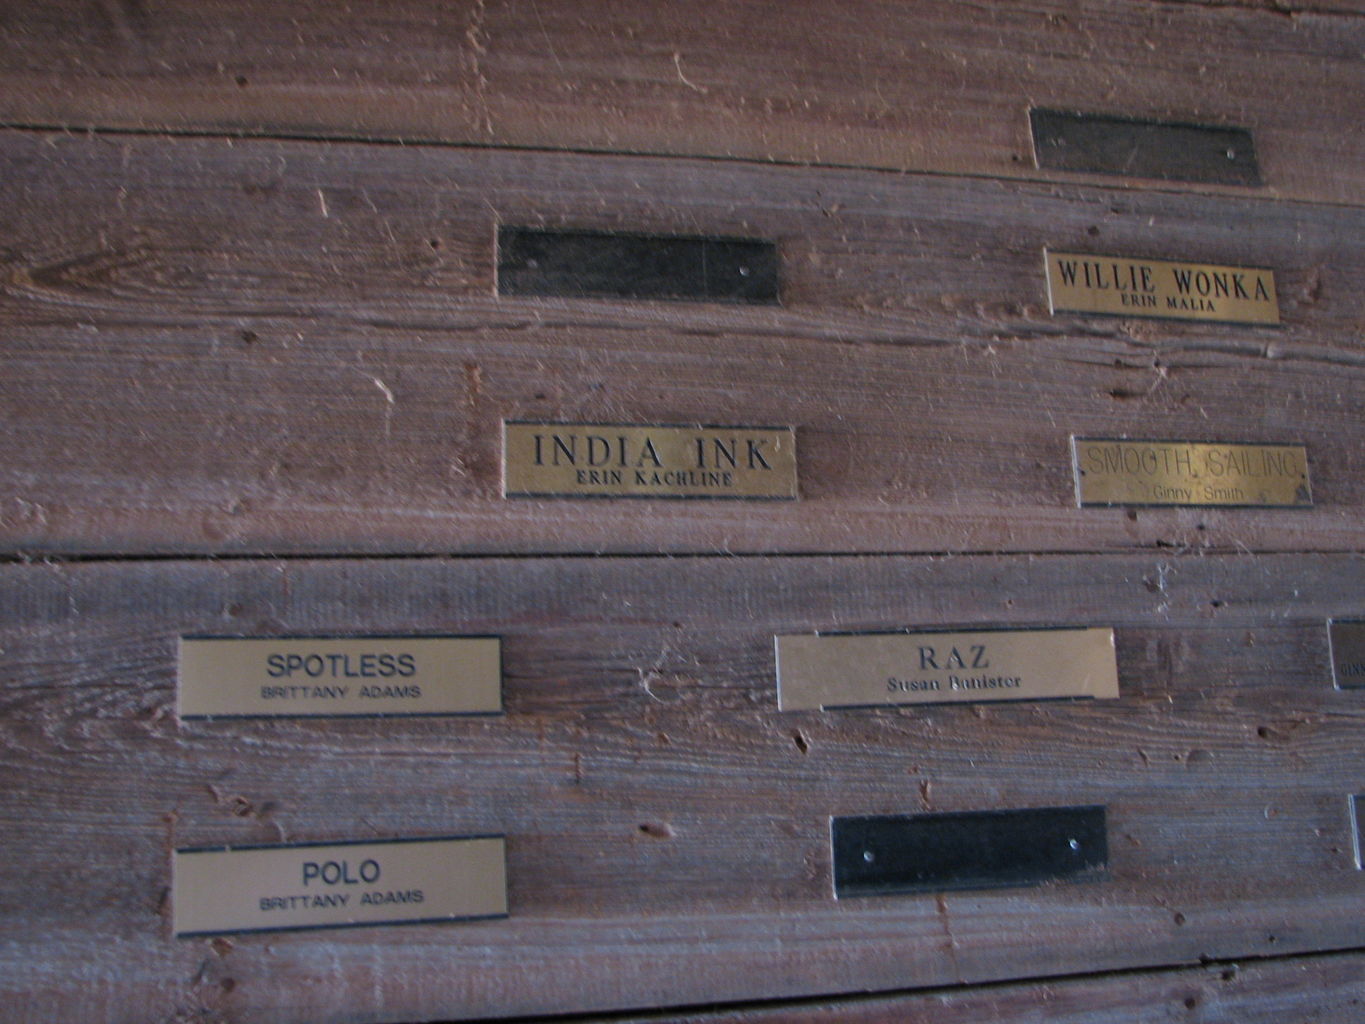 WILLIE WONKA
ERIN MALIA
INDIA INK
ERIN KACHLINE
SMOOTH SAILING
Ginny Smith
SPOTLESS
BRITTANY ADAMS
RAZ
Susan Banister
POLO
BRITTANY ADAMS